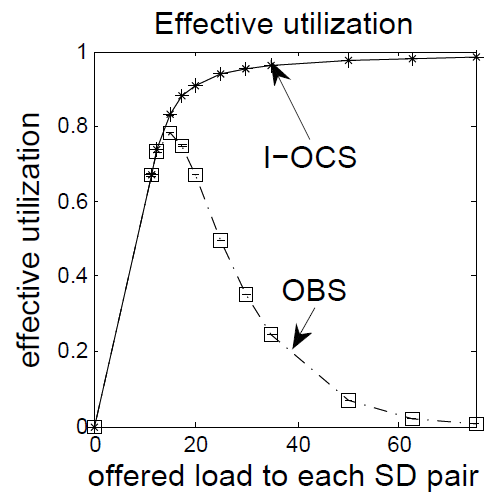 Effective utilization
1
0.8
0.6
0.4
0.2
0
0
20
40
60
effective utilization
I−OCS
OBS
offered load to each SD pair